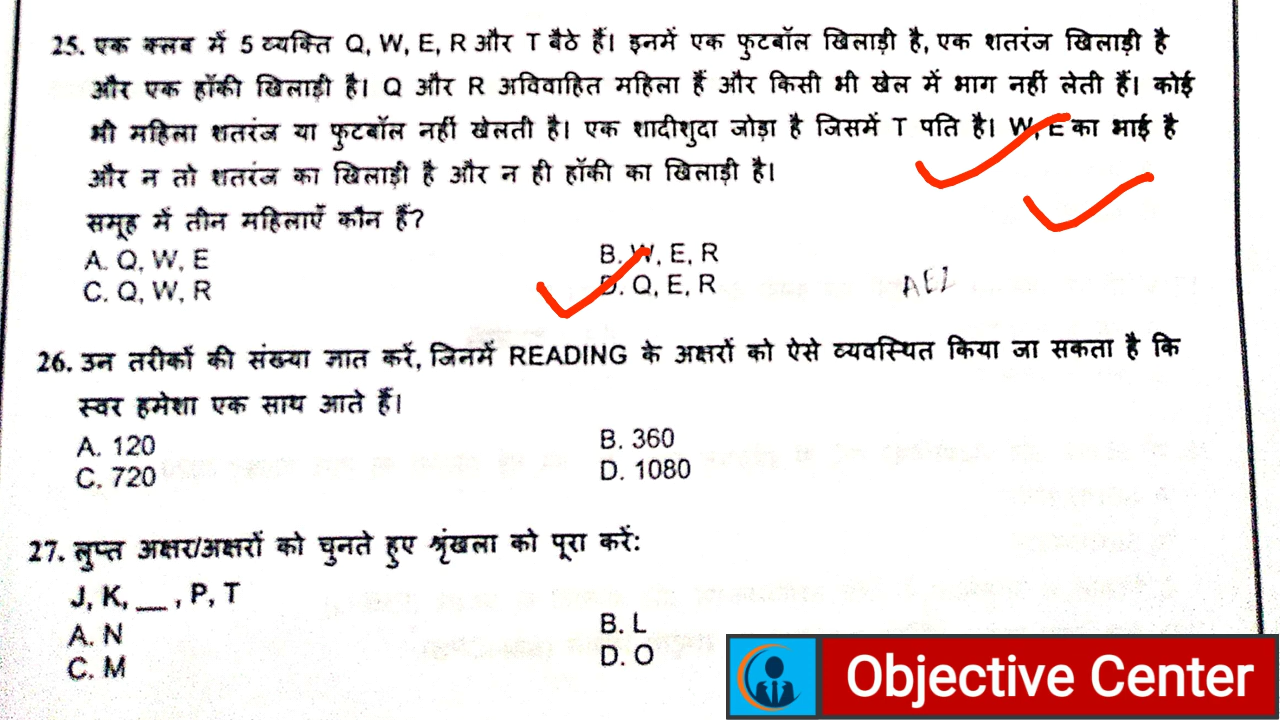 25. एक क्लब में 5 व्यक्ति Q, W, E, R और T बैठे हैं। इनमें एक फुटबॉल खिलाड़ी है, एक शतरंज खिलाड़ी है
और एक हॉकी खिलाड़ी है। Q और R अविवाहित महिला हैं और किसी भी खेल में भाग नहीं लेती हैं। कोई
भी महिला शतरंज या फुटबॉल नहीं खेलती है। एक शादीशुदा जोड़ा है जिसमें T पति है। W, E का भाई है
और न तो शतरंज का खिलाड़ी है और न ही हॉकी का खिलाड़ी है।
समूह में तीन महिलाएँ कौन हैं?
A. Q, W, E
B. W, E, R
C. Q, W, R
D. Q, E, R
AEI
26. उन तरीकों की संख्या ज्ञात करें, जिनमें READING के अक्षरों को ऐसे व्यवस्थित किया जा सकता है कि
स्वर हमेशा एक साथ आते हैं।
A. 120
B. 360
C. 720
D. 1080
27. लुप्त अक्षर/अक्षरों को चुनते हुए श्रृंखला को पूरा करें:
J, K, __ , P, T
A. N
B. L
C. M
D. O
Objective Center